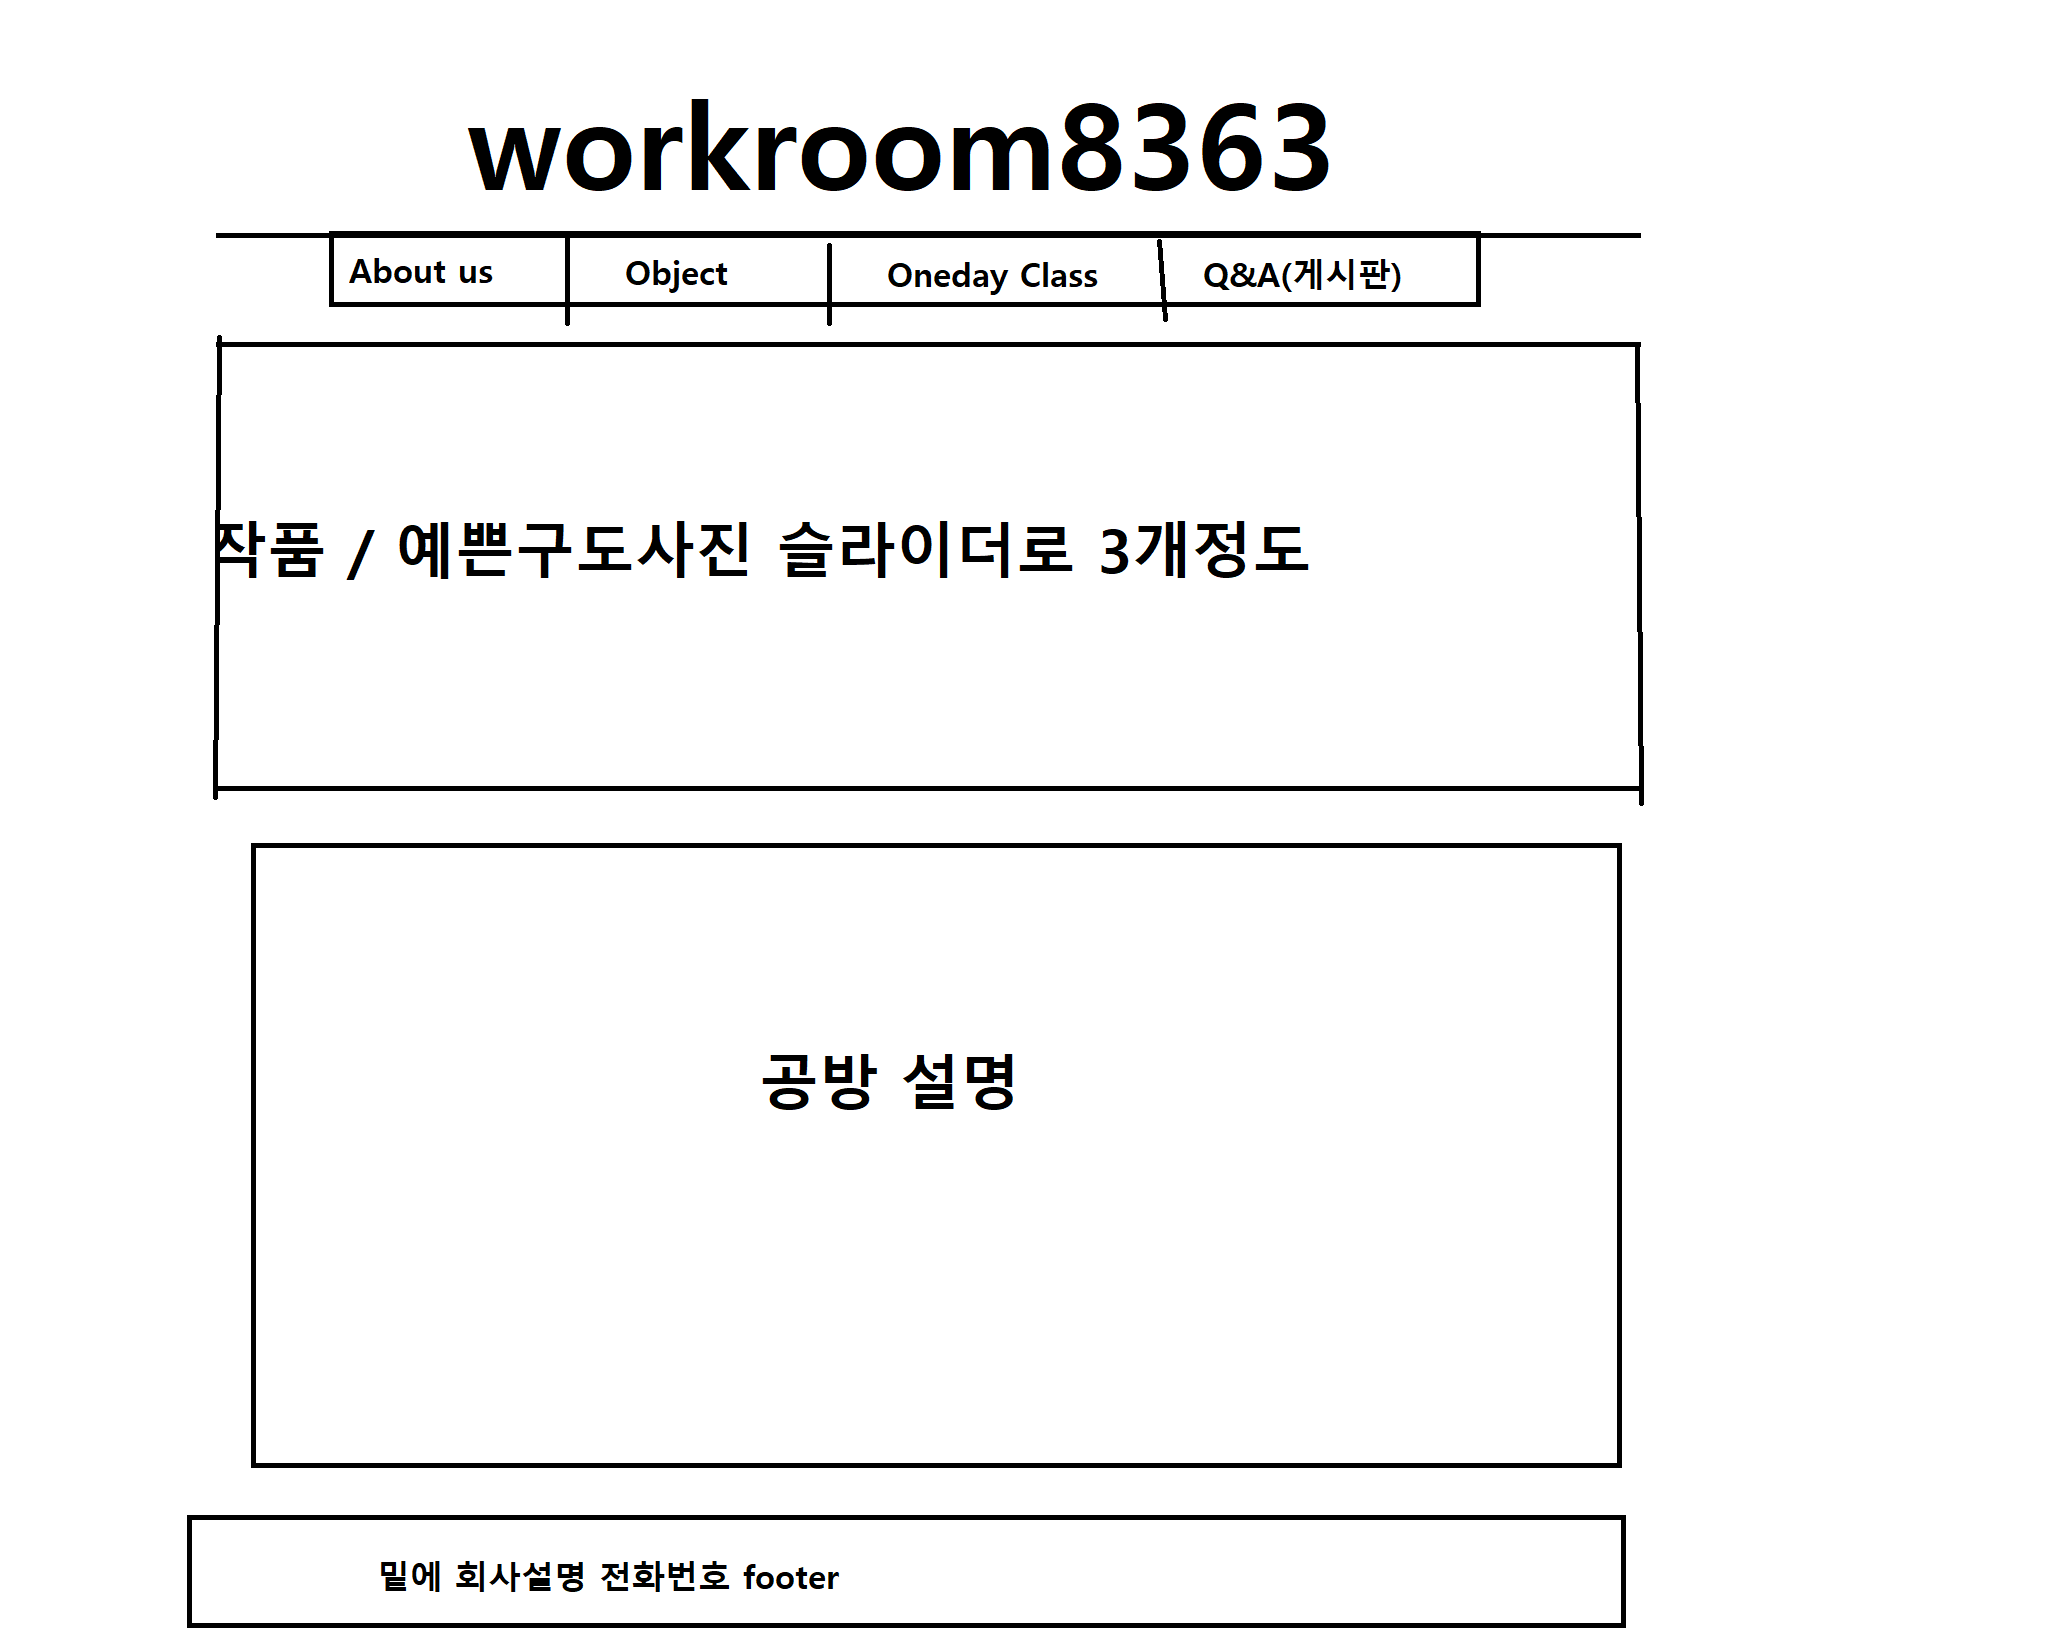 workroom8363
About us Object Oneday Class Q&A(게시판)
작품 / 예쁜구도사진 슬라이더로 3개정도
공방 설명
밑에 회사설명 전화번호 footer